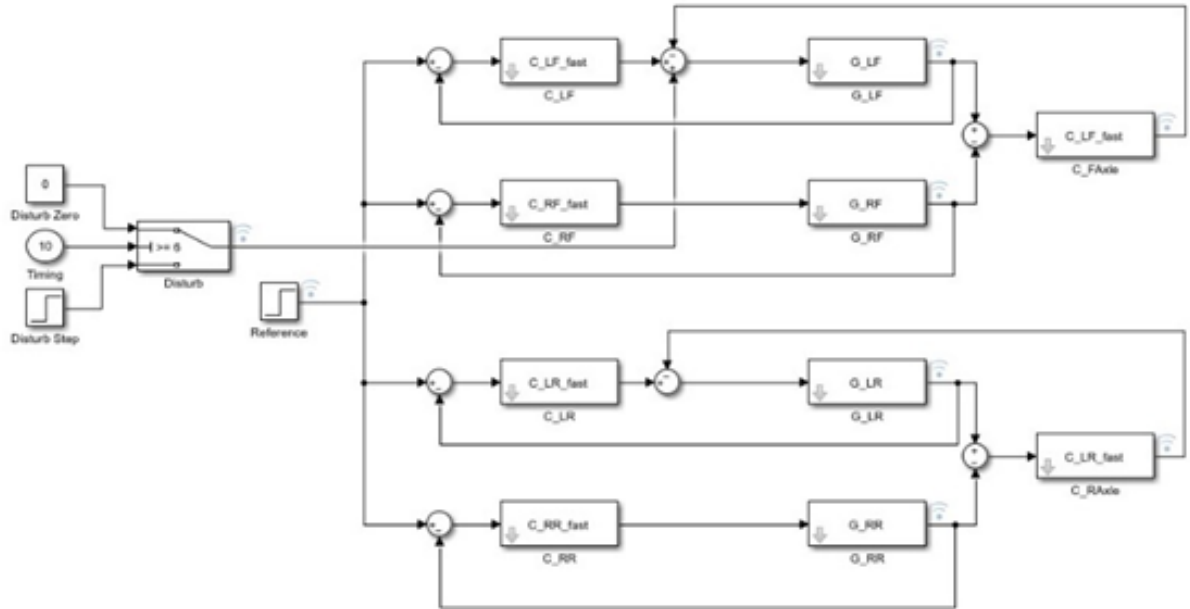 C_LF_fast
C_LF
G_LF
G_LF
C_LF_fast
C_FAxle
0
Disturb Zero
C_RF_fast
C_RF
G_RF
G_RF
10
Timing
>= 6
Disturb
Disturb Step
Reference
C_LR_fast
C_LR
G_LR
G_LR
C_LR_fast
C_RAxle
C_RR_fast
C_RR
G_RR
G_RR